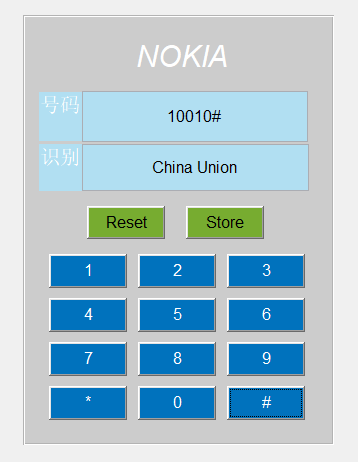 NOKIA
号码 10010#
识别 China Union
Reset Store
1 2 3
4 5 6
7 8 9
* 0 #